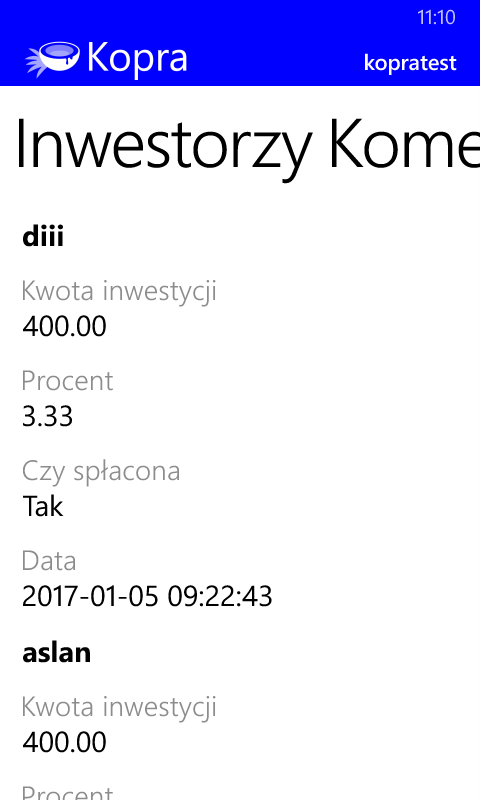 11:10
Kopra
kopratest
Inwestorzy Kome
diii
Kwota inwestycji
400.00
Procent
3.33
Czy spłacona
Tak
Data
2017-01-05 09:22:43
aslan
Kwota inwestycji
400.00
Procent